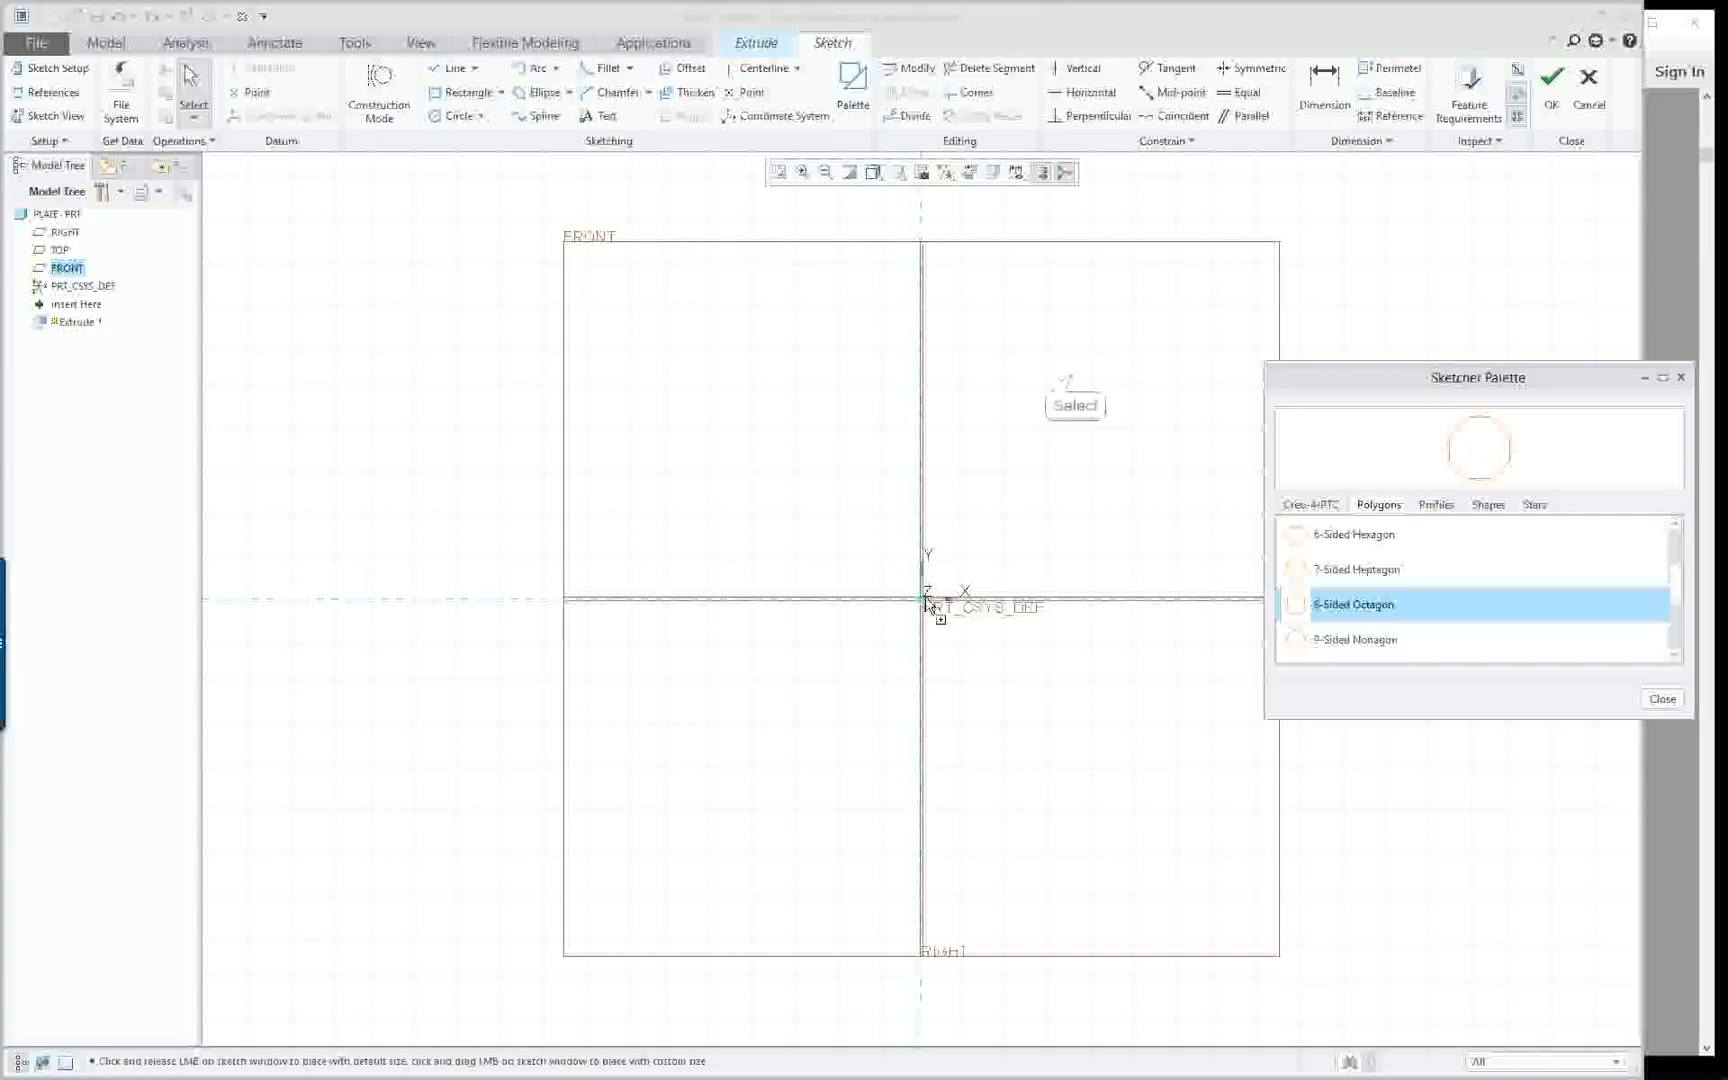 File Model Analysis Annotate Tools View Flexible Modeling Applications Extrude Sketch
Sign In
Sketch Setup
References
Sketch View
Setup
File System
Get Data
Select
Operations
Point
Datum
Construction Mode
Line Arc Fillet Offset Centerline
Rectangle Ellipse Chamfer Thicken Point
Circle Spline Text Coordinate System
Palette
Sketching
Modify Delete Segment
Corner
Divide
Editing
Vertical Tangent Symmetric
Horizontal Mid-point Equal
Perpendicular Coincident Parallel
Constrain
Dimension
Perimeter
Baseline
Reference
Dimension
Feature Requirements
Inspect
OK Cancel
Close
Model Tree
Model Tree
PLATE-PRT
RIGHT
TOP
FRONT
PRT_CSYS_DEF
Insert Here
Extrude 1
FRONT
Select
Y
Z X
PRT_CSYS_DEF
RIGHT
Sketcher Palette
Polygons Profiles Shapes Stars
6-Sided Hexagon
7-Sided Heptagon
8-Sided Octagon
9-Sided Nonagon
Close
• Click and release LMB on sketch window to place with default size, click and drag LMB on sketch window to place with custom size
All